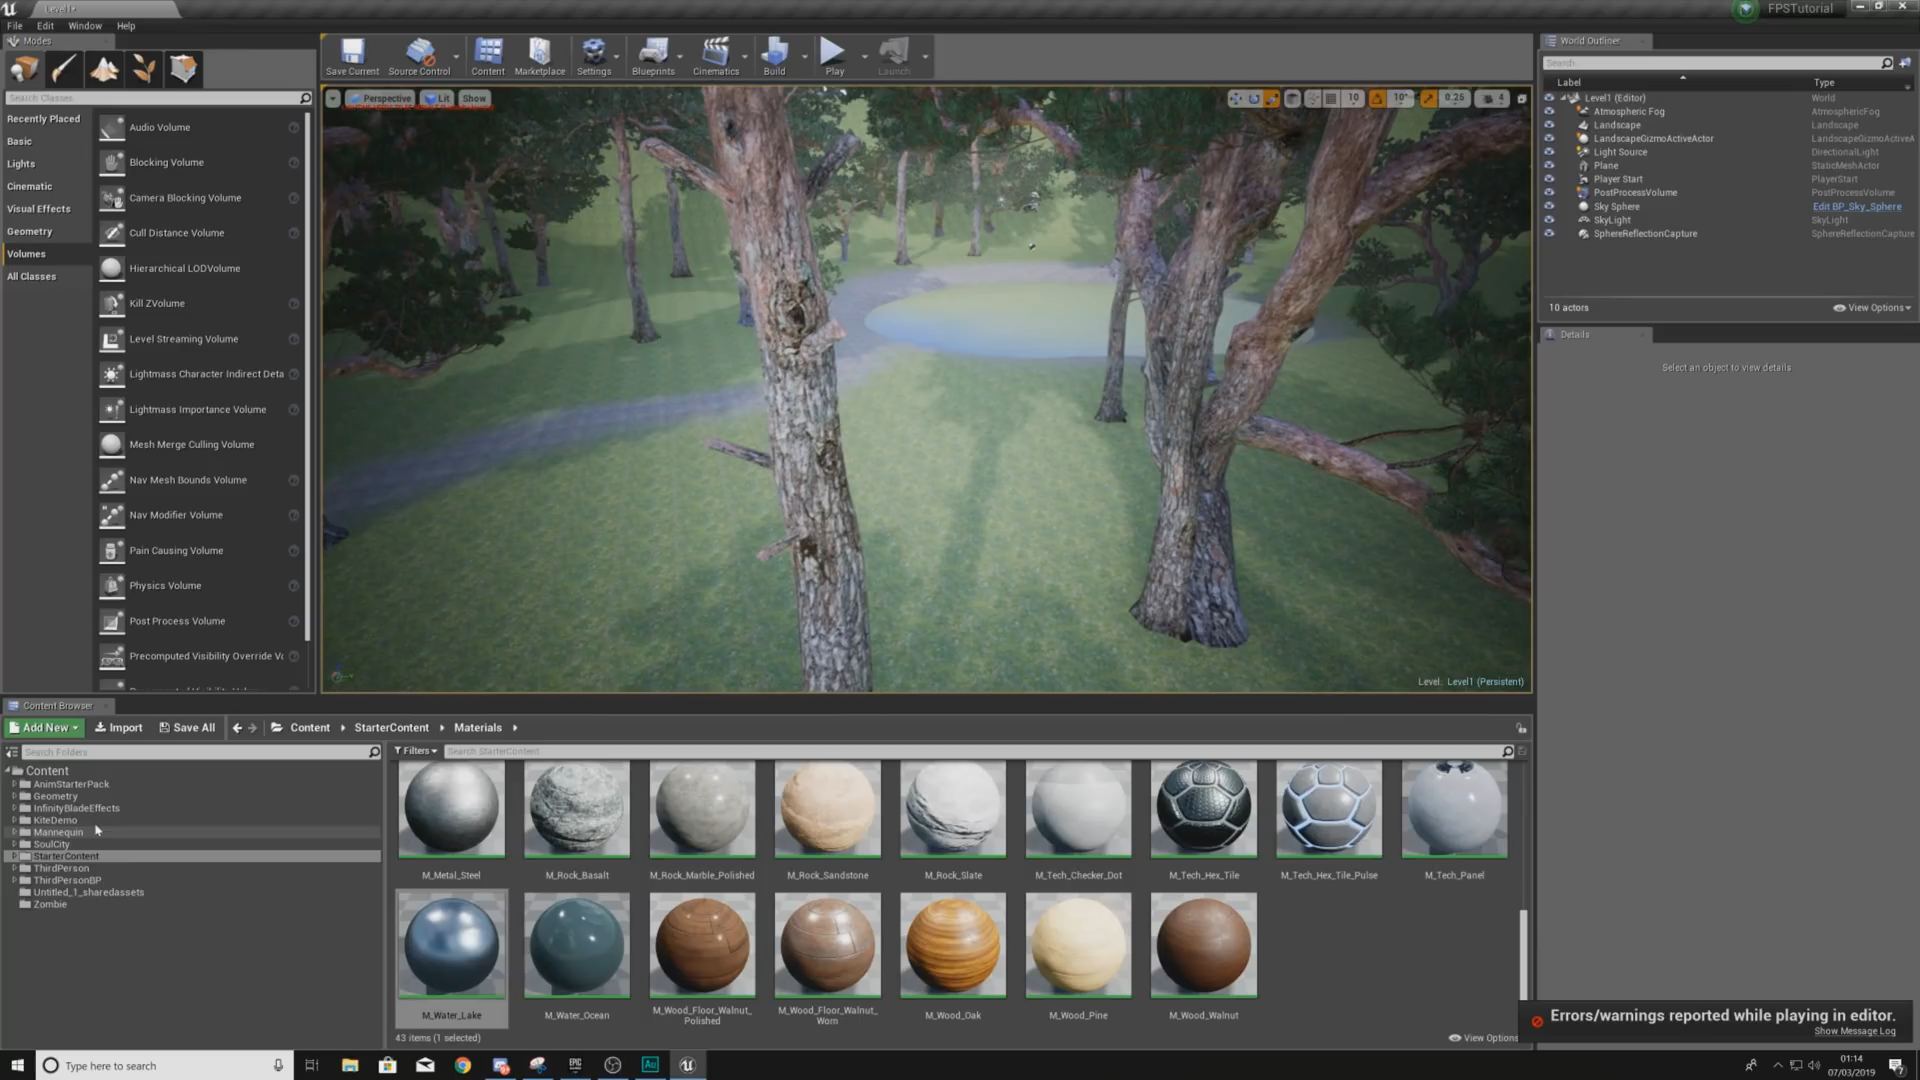 Level1*
FPSTutorial
File Edit Window Help
Modes
Search Classes
Recently Placed
Basic
Lights
Cinematic
Visual Effects
Geometry
Volumes
All Classes
Audio Volume
Blocking Volume
Camera Blocking Volume
Cull Distance Volume
Hierarchical LODVolume
Kill ZVolume
Level Streaming Volume
Lightmass Character Indirect Deta
Lightmass Importance Volume
Mesh Merge Culling Volume
Nav Mesh Bounds Volume
Nav Modifier Volume
Pain Causing Volume
Physics Volume
Post Process Volume
Precomputed Visibility Override Vo
Save Current Source Control Content Marketplace Settings Blueprints Cinematics Build Play Launch
Perspective Lit Show
10 10° 0.25 4
Level: Level1 (Persistent)
World Outliner
Search...
Label Type
Level1 (Editor) World
Atmospheric Fog AtmosphericFog
Landscape Landscape
LandscapeGizmoActiveActor LandscapeGizmoActiveA
Light Source DirectionalLight
Plane StaticMeshActor
Player Start PlayerStart
PostProcessVolume PostProcessVolume
Sky Sphere Edit BP_Sky_Sphere
SkyLight SkyLight
SphereReflectionCapture SphereReflectionCapture
10 actors View Options
Details
Select an object to view details
Content Browser
Add New Import Save All Content StarterContent Materials
Search Folders
Filters Search StarterContent
Content
AnimStarterPack
Geometry
InfinityBladeEffects
KiteDemo
Mannequin
SoulCity
StarterContent
ThirdPerson
ThirdPersonBP
Untitled_1_sharedassets
Zombie
M_Metal_Steel M_Rock_Basalt M_Rock_Marble_Polished M_Rock_Sandstone M_Rock_Slate M_Tech_Checker_Dot M_Tech_Hex_Tile M_Tech_Hex_Tile_Pulse M_Tech_Panel
M_Water_Lake M_Water_Ocean M_Wood_Floor_Walnut_ M_Wood_Floor_Walnut_ M_Wood_Oak M_Wood_Pine M_Wood_Walnut
Polished Worn
43 items (1 selected) View Options
Errors/warnings reported while playing in editor.
Show Message Log
Type here to search
EPIC
Au
01:14
07/03/2019